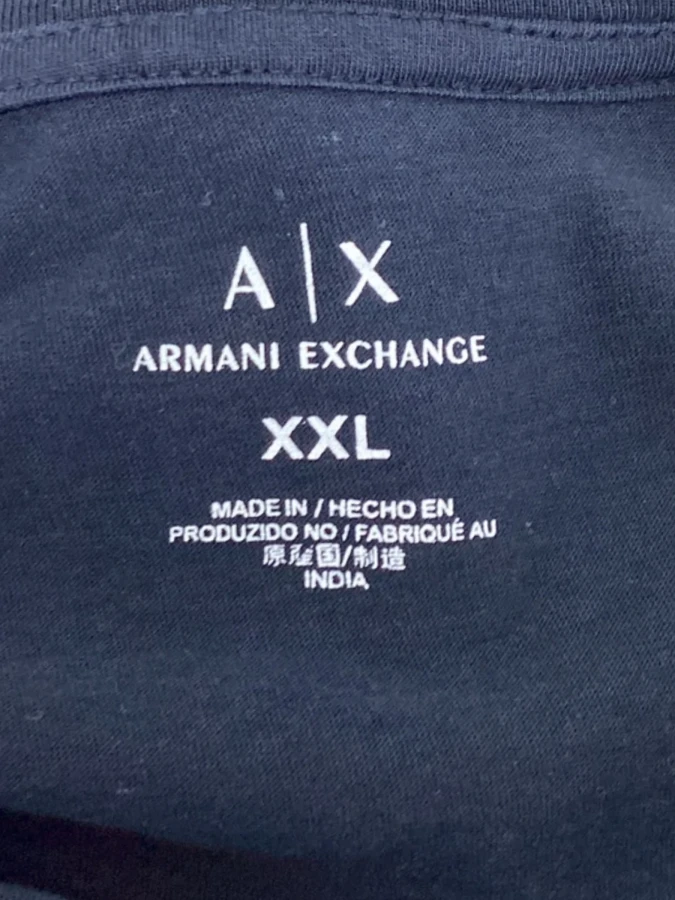 A|X
ARMANI EXCHANGE
XXL
MADE IN / HECHO EN
PRODUZIDO NO / FABRIQUÉ AU
原産国/制造
INDIA